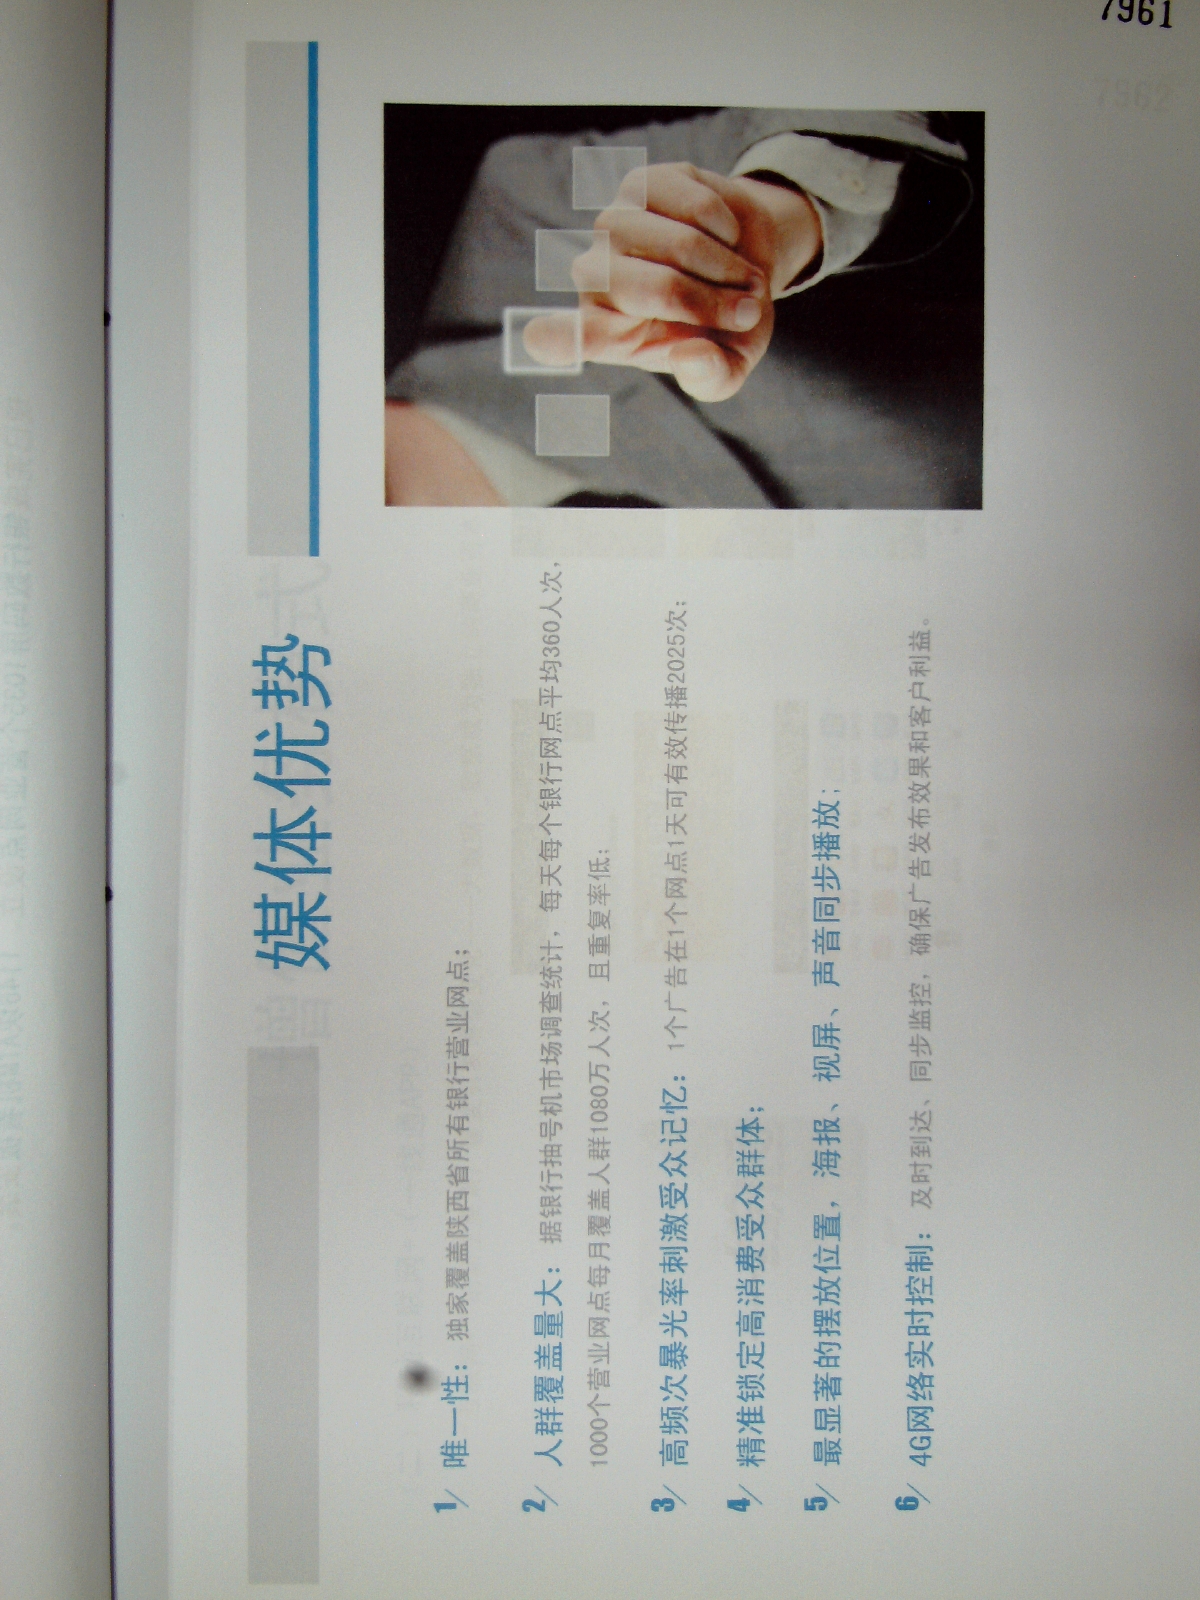 7961
7962
媒体优势
1/ 唯一性：独家覆盖陕西省所有银行营业网点；
2/ 人群覆盖量大：据银行抽号机市场调查统计，每天每个银行网点平均360人次，
1000个营业网点每月覆盖人群1080万人次，且重复率低；
3/ 高频次暴光率刺激受众记忆：1个广告在1个网点1天可有效传播2025次；
4/ 精准锁定高消费受众群体；
5/ 最显著的摆放位置，海报、视屏、声音同步播放；
6/ 4G网络实时控制：及时到达、同步监控，确保广告发布效果和客户利益。